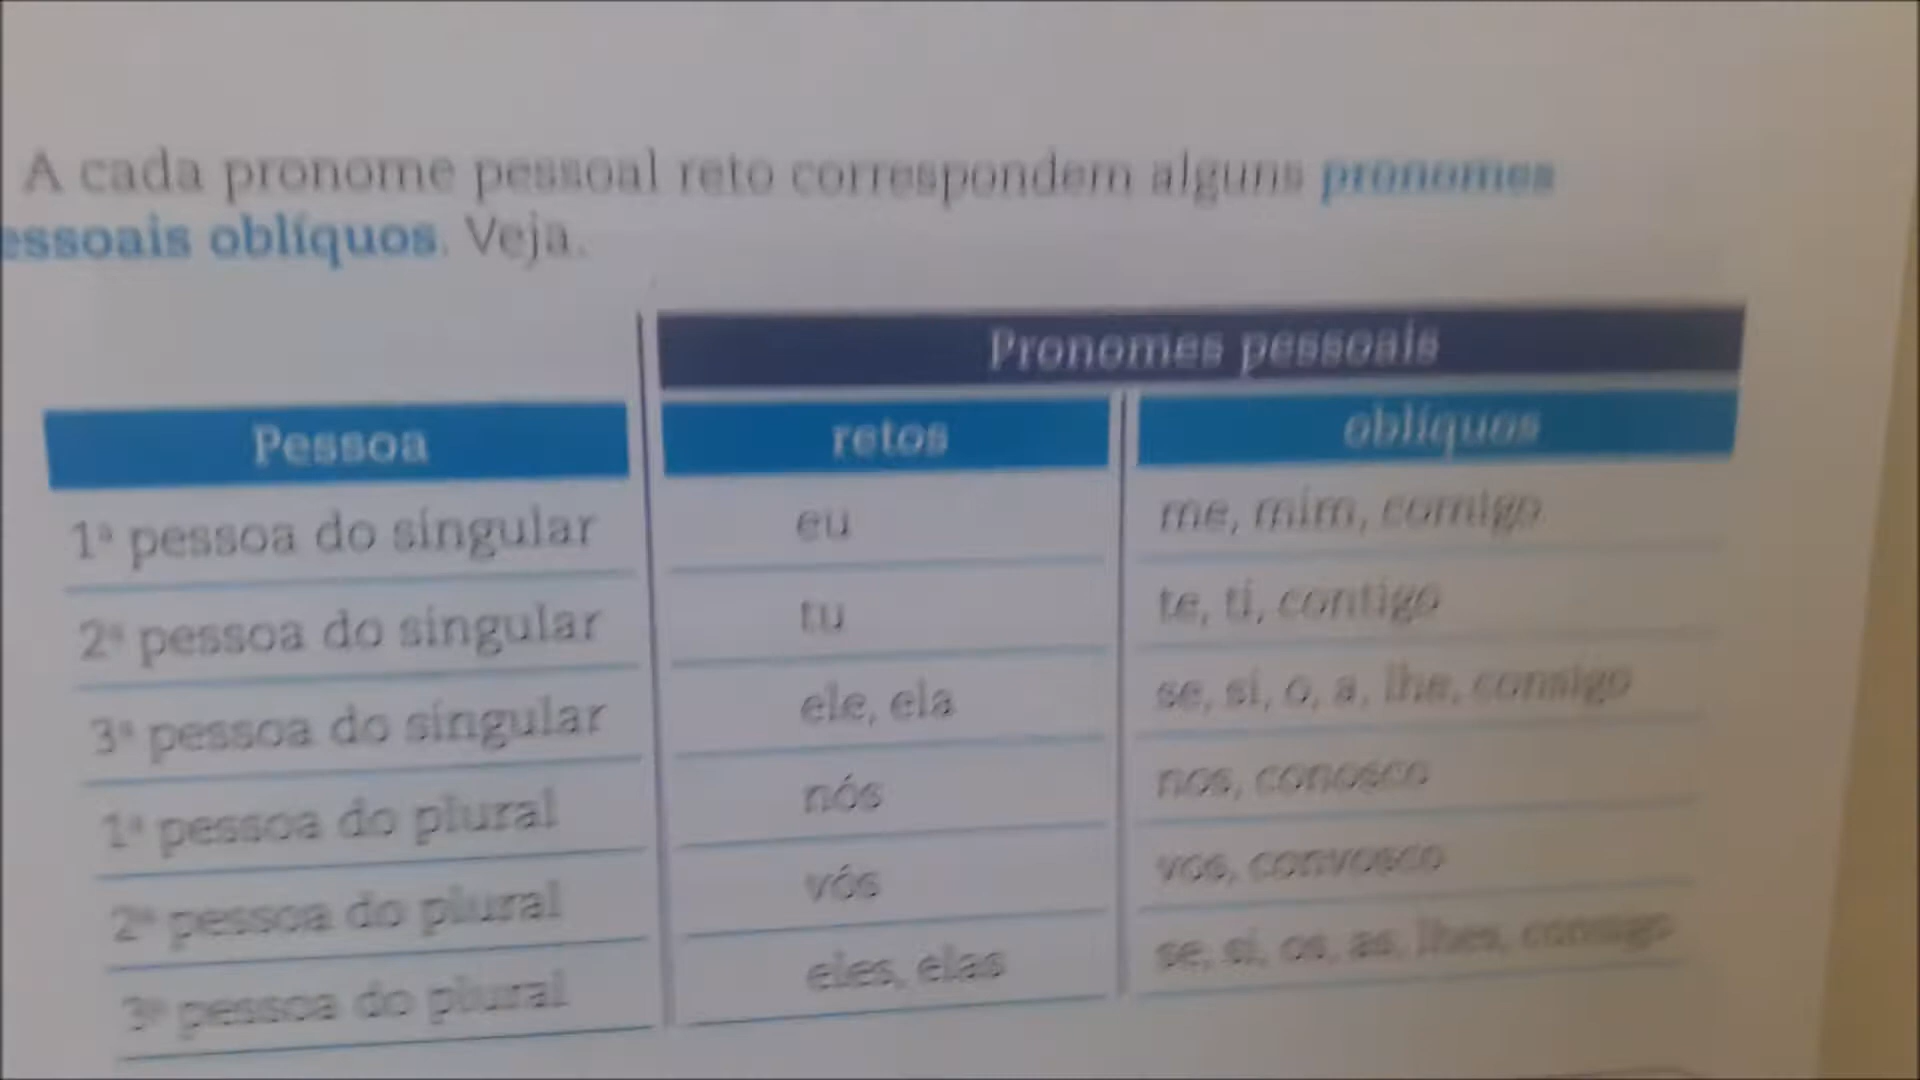 A cada pronome pessoal reto correspondem alguns pronomes
essoais oblíquos. Veja.
Pronomes pessoais
Pessoa retos oblíquos
1ª pessoa do singular eu me, mim, comigo
2ª pessoa do singular tu te, ti, contigo
3ª pessoa do singular ele, ela se, si, o, a, lhe, consigo
1ª pessoa do plural nós nos, conosco
2ª pessoa do plural vós vos, convosco
3ª pessoa do plural eles, elas se, si, os, as, lhes, consigo